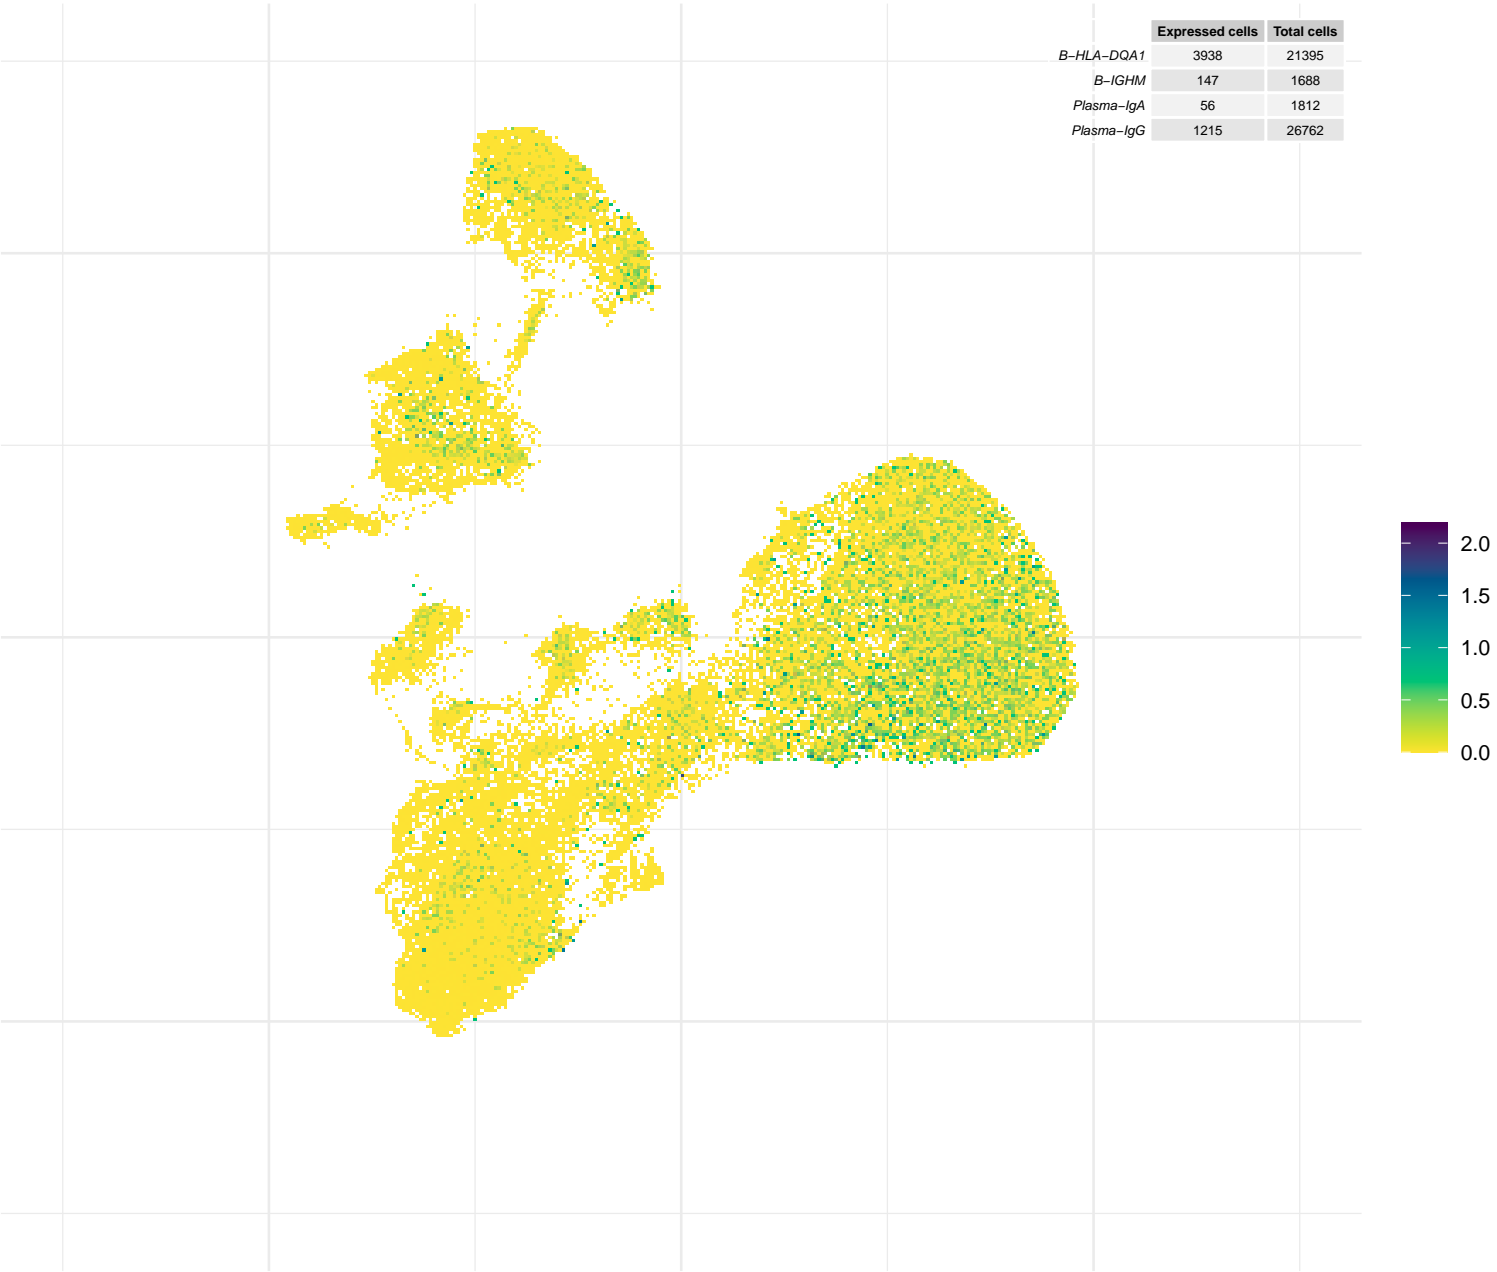 Expressed cells Total cells
B−HLA−DQA1 3938 21395
B−IGHM 147 1688
Plasma−IgA 56 1812
Plasma−IgG 1215 26762
2.0
1.5
1.0
0.5
0.0